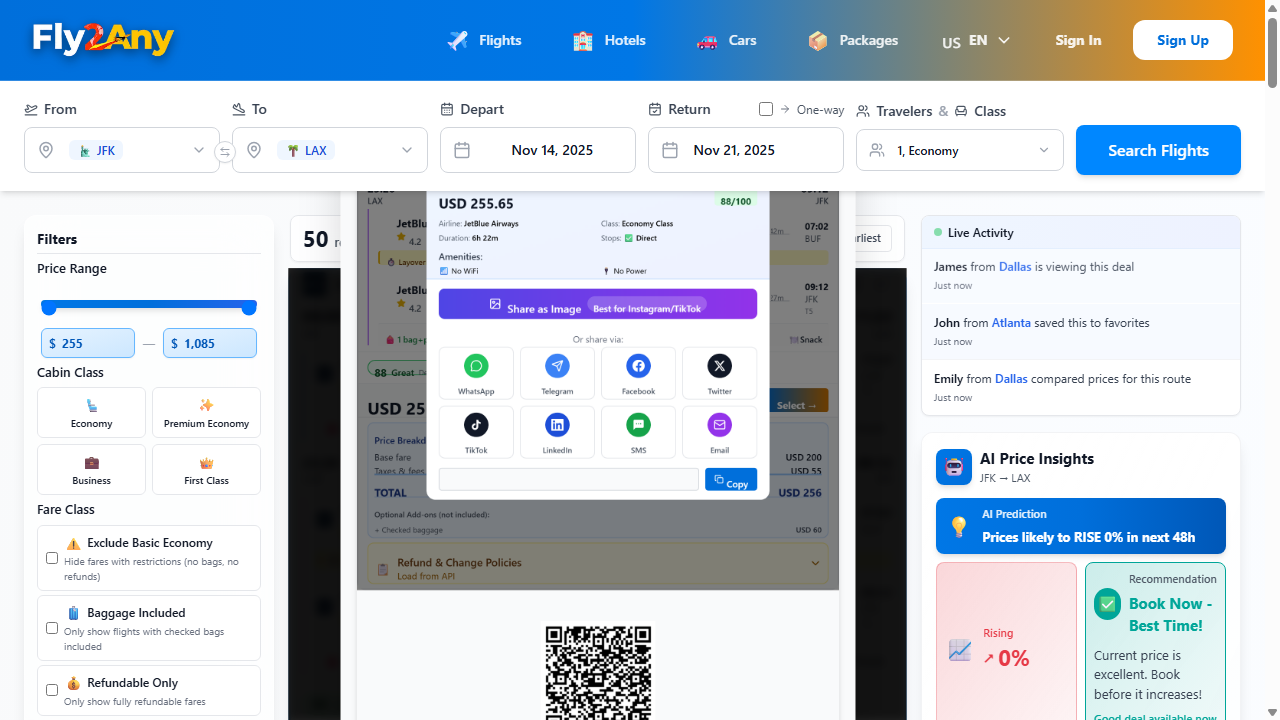 Fly2Any
Flights
Hotels
Cars
Packages
US EN
Sign In
Sign Up
From
To
Depart
Return
One-way
Travelers & Class
JFK
LAX
Nov 14, 2025
Nov 21, 2025
1, Economy
Search Flights
Filters
Price Range
$ 255
—
$ 1,085
Cabin Class
Economy
Premium Economy
Business
First Class
Fare Class
Exclude Basic Economy
Hide fares with restrictions (no bags, no
refunds)
Baggage Included
Only show flights with checked bags
included
Refundable Only
Only show fully refundable fares
50
LAX
JFK
JetBlu
4.2
07:02
BUF
Layover
JetBlu
4.2
09:12
JFK
T5
1 bag+p
Snack
88 Great
USD 25
Select →
Price Breakd
Base fare
USD 200
Taxes & fees
USD 55
TOTAL
USD 256
Optional Add-ons (not included):
+ Checked baggage
USD 60
Refund & Change Policies
Load from API
USD 255.65
88/100
Airline: JetBlue Airways
Class: Economy Class
Duration: 6h 22m
Stops: Direct
Amenities:
No WiFi
No Power
Share as Image
Best for Instagram/TikTok
Or share via:
WhatsApp
Telegram
Facebook
Twitter
TikTok
LinkedIn
SMS
Email
Copy
Live Activity
James from Dallas is viewing this deal
Just now
John from Atlanta saved this to favorites
Just now
Emily from Dallas compared prices for this route
Just now
AI Price Insights
JFK → LAX
AI Prediction
Prices likely to RISE 0% in next 48h
Rising
↗ 0%
Recommendation
Book Now -
Best Time!
Current price is
excellent. Book
before it increases!
Good deal available now